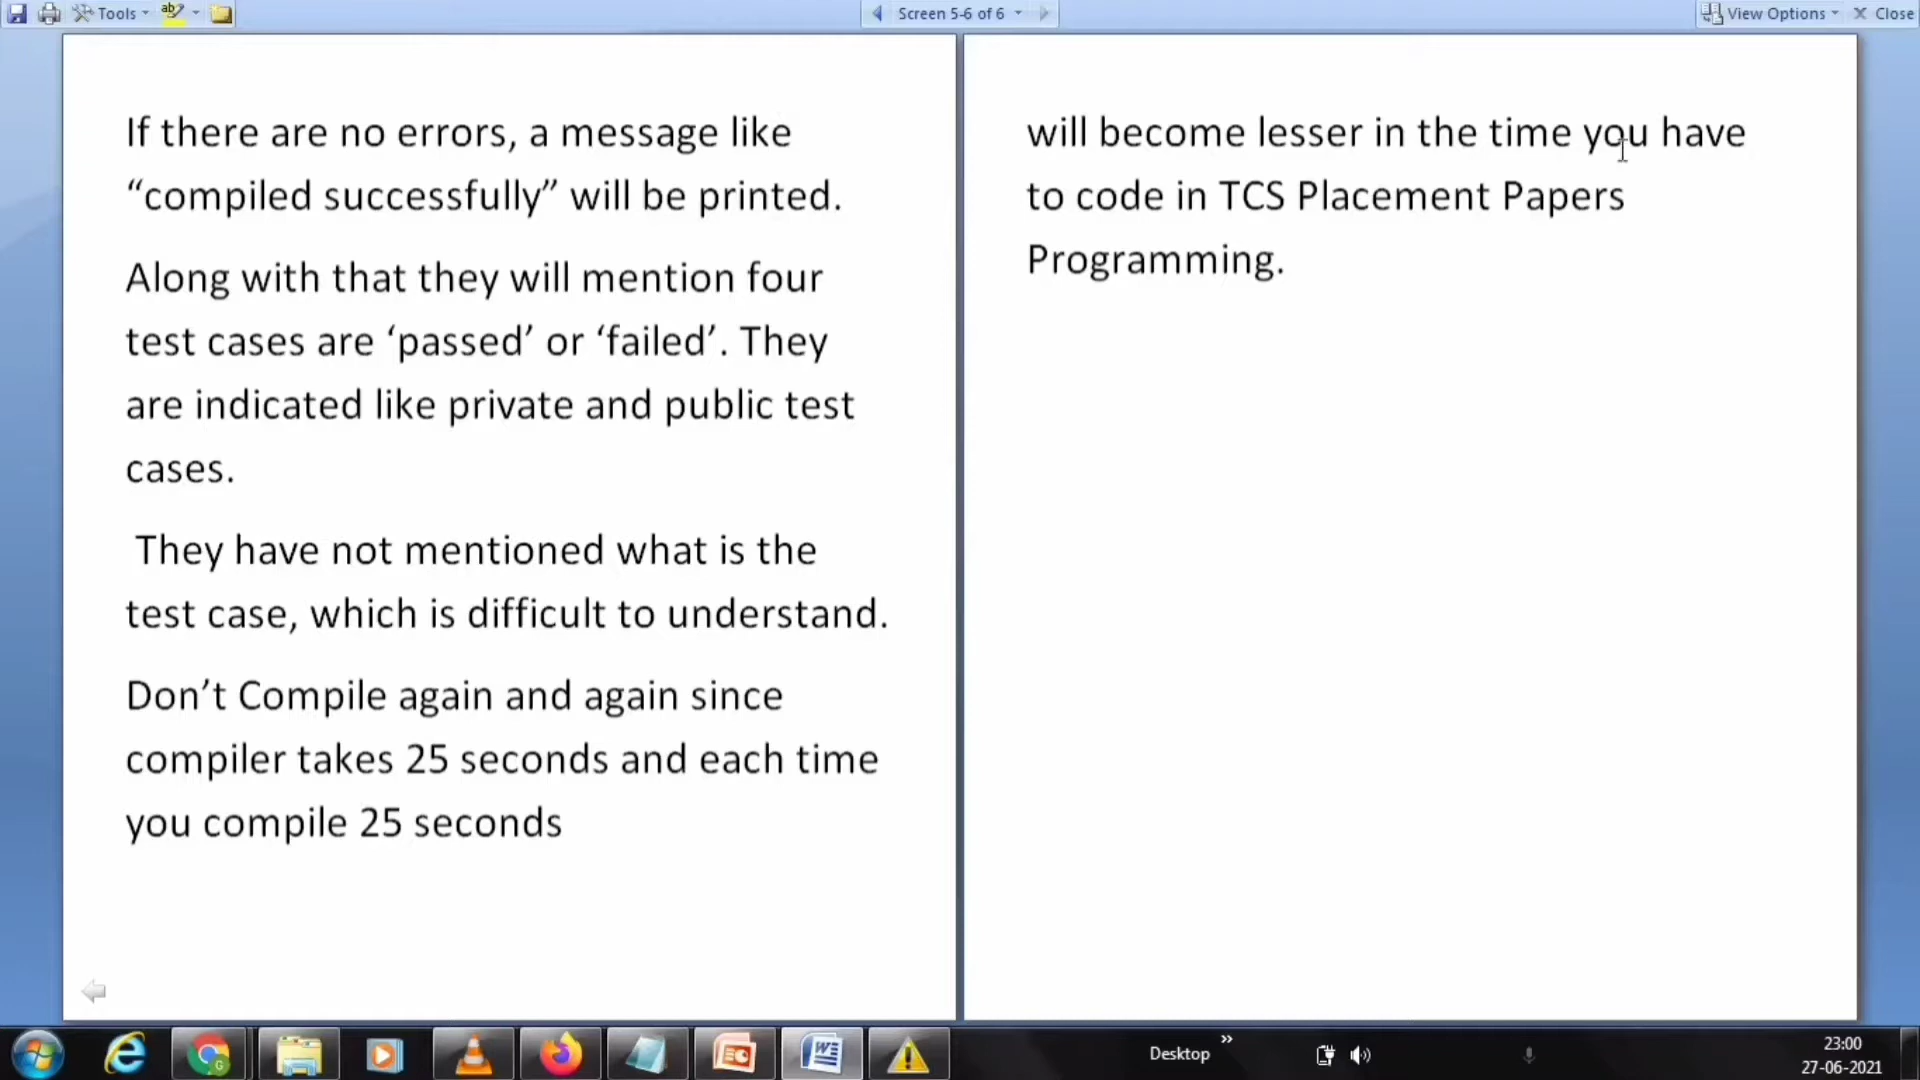 Tools
Screen 5-6 of 6
View Options
Close
If there are no errors, a message like
“compiled successfully” will be printed.
Along with that they will mention four
test cases are ‘passed’ or ‘failed’. They
are indicated like private and public test
cases.
They have not mentioned what is the
test case, which is difficult to understand.
Don’t Compile again and again since
compiler takes 25 seconds and each time
you compile 25 seconds
will become lesser in the time you have
to code in TCS Placement Papers
Programming.
Desktop
23:00
27-06-2021